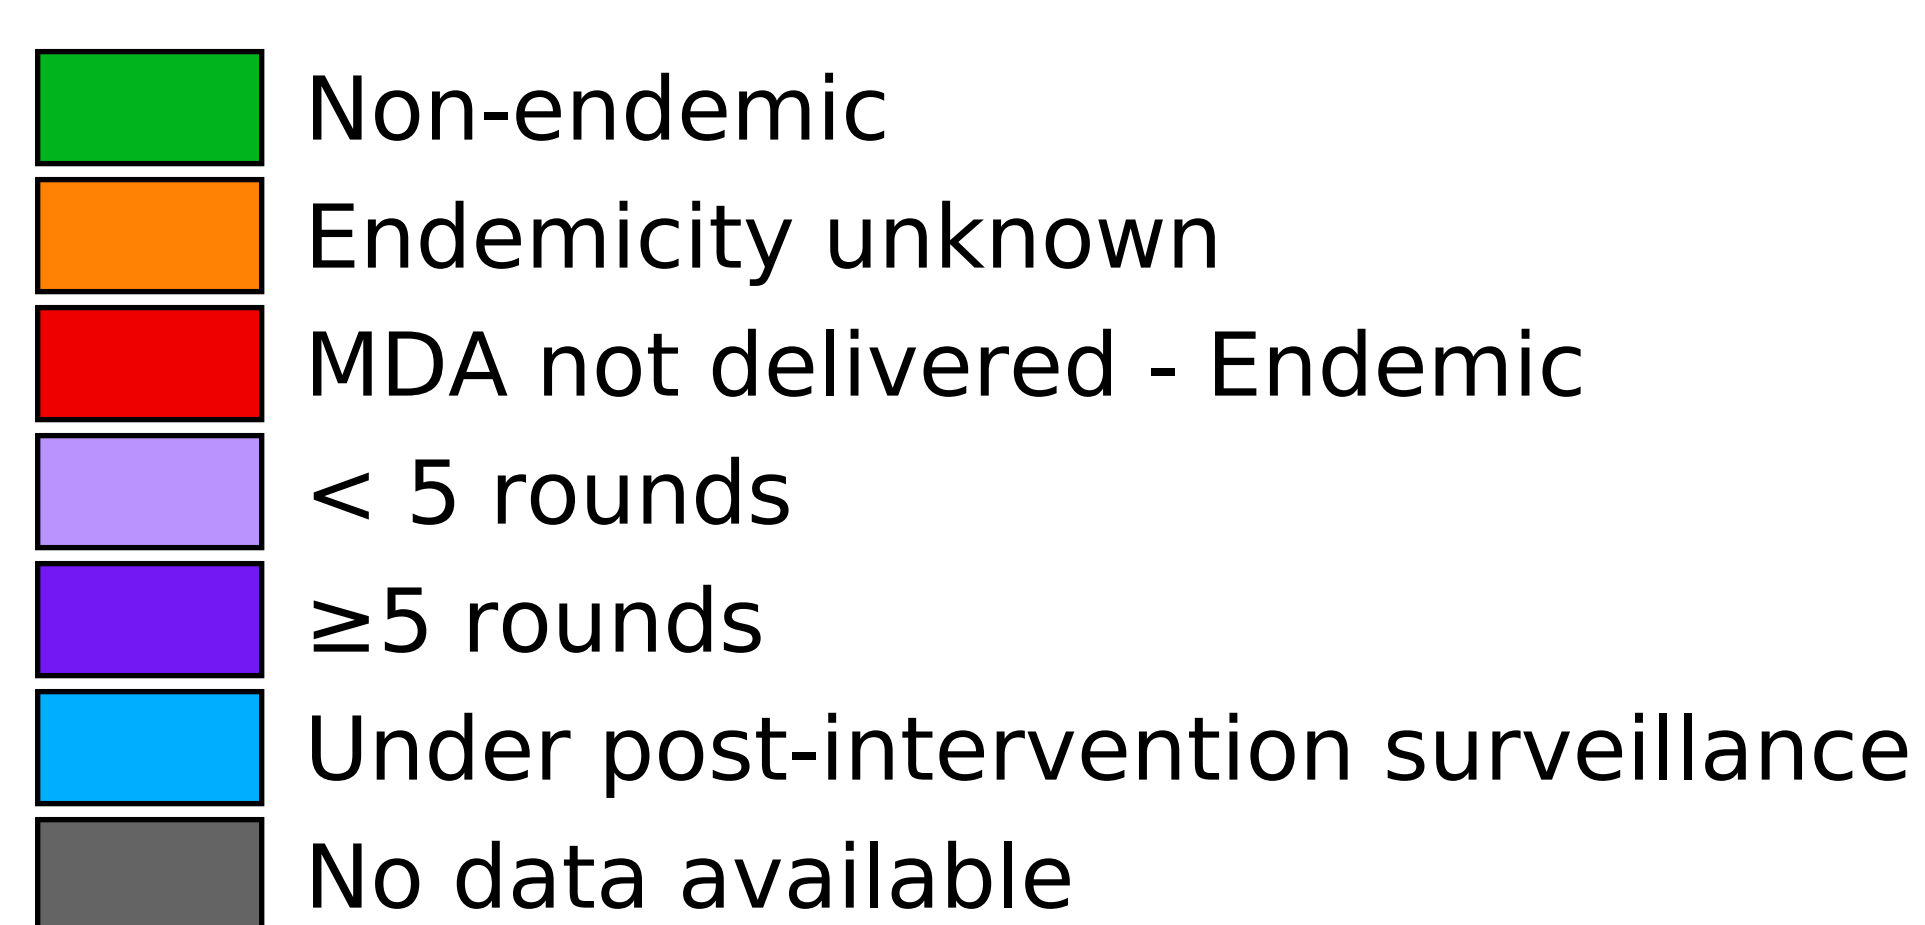 Non-endemic
Endemicity unknown
MDA not delivered - Endemic
< 5 rounds
≥5 rounds
Under post-intervention surveillance
No data available